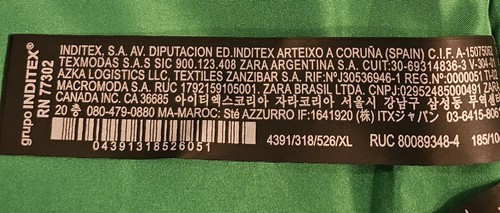 grupo INDITEX®
RN 77302
INDITEX, S.A. AV. DIPUTACION ED.INDITEX ARTEIXO A CORUÑA (SPAIN) C.I.F. A-15075062
TEXMODAS S.A.S SIC 900.123.408 ZARA ARGENTINA S.A. CUIT:30-69314836-3
AZKA LOGISTICS LLC, TEXTILES ZANZIBAR S.A. RIF:NºJ30536946-1 REG:NO.0000051
MACROMODA S.A. RUC 1792159105001. ZARA BRASIL LTDA. CNPJ:02952485000491
CANADA INC. CA 36685 아이티엑스코리아 자라코리아 서울시 강남구 삼성동 무역센
20 층 080-479-0880 MA-MAROC: Sté AZZURRO IF:1641920 (株) ITXジャパン 03-6415-806
04391318526051
4391/318/526/XL
RUC 80089348-4
185/10